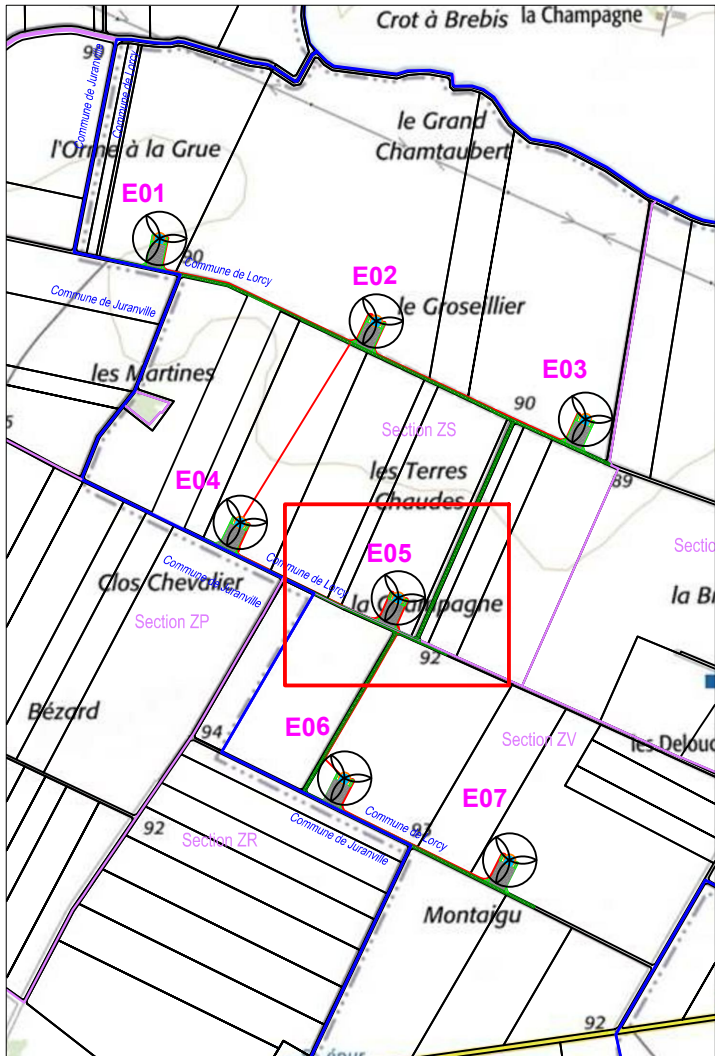 Crot à Brebis
la Champagne
90
Commune de Juranville
Commune de Lorcy
l'Orme à la Grue
le Grand
Chamtaubert
E01
90
Commune de Lorcy
Commune de Juranville
E02
le Groseillier
les Martines
E03
90
Section ZS
les Terres
Chaudes
89
E04
E05
Commune de Lorcy
Commune de Juranville
Clos Chevalier
la Champagne
Section ZP
92
la B
Bézard
94
E06
Section ZV
les Delouc
E07
92
Section ZR
Commune de Lorcy
Commune de Juranville
93
Montaigu
92